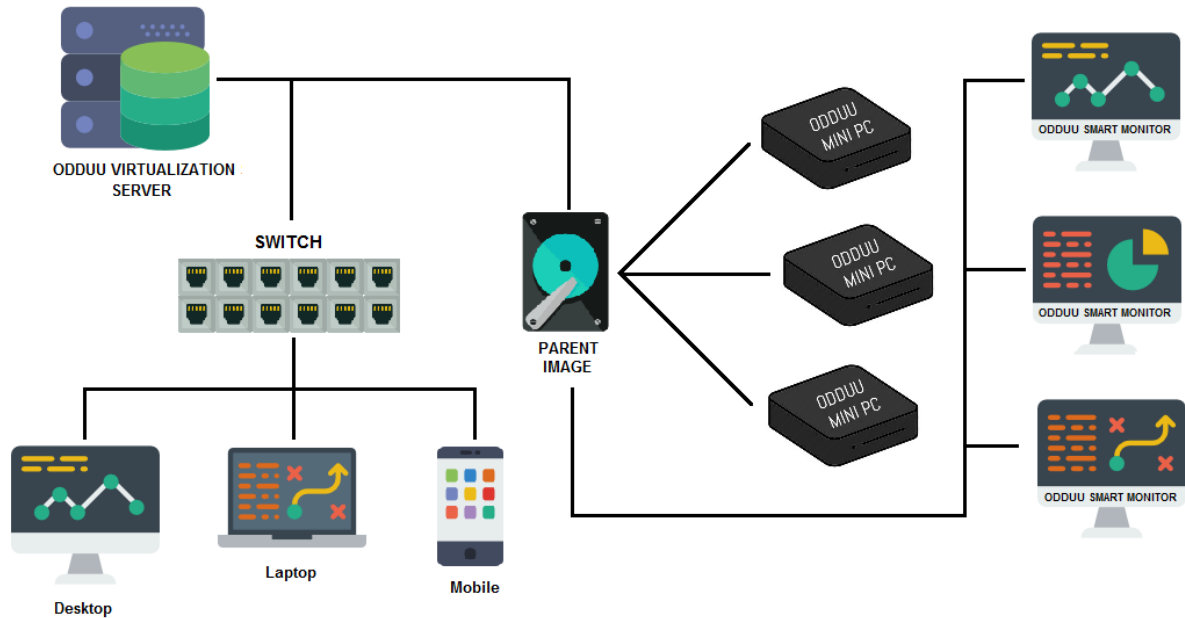 ODDUU VIRTUALIZATION
SERVER
SWITCH
Desktop
Laptop
Mobile
PARENT
IMAGE
ODDUU
MINI PC
ODDUU
MINI PC
ODDUU
MINI PC
ODDUU SMART MONITOR
ODDUU SMART MONITOR
ODDUU SMART MONITOR